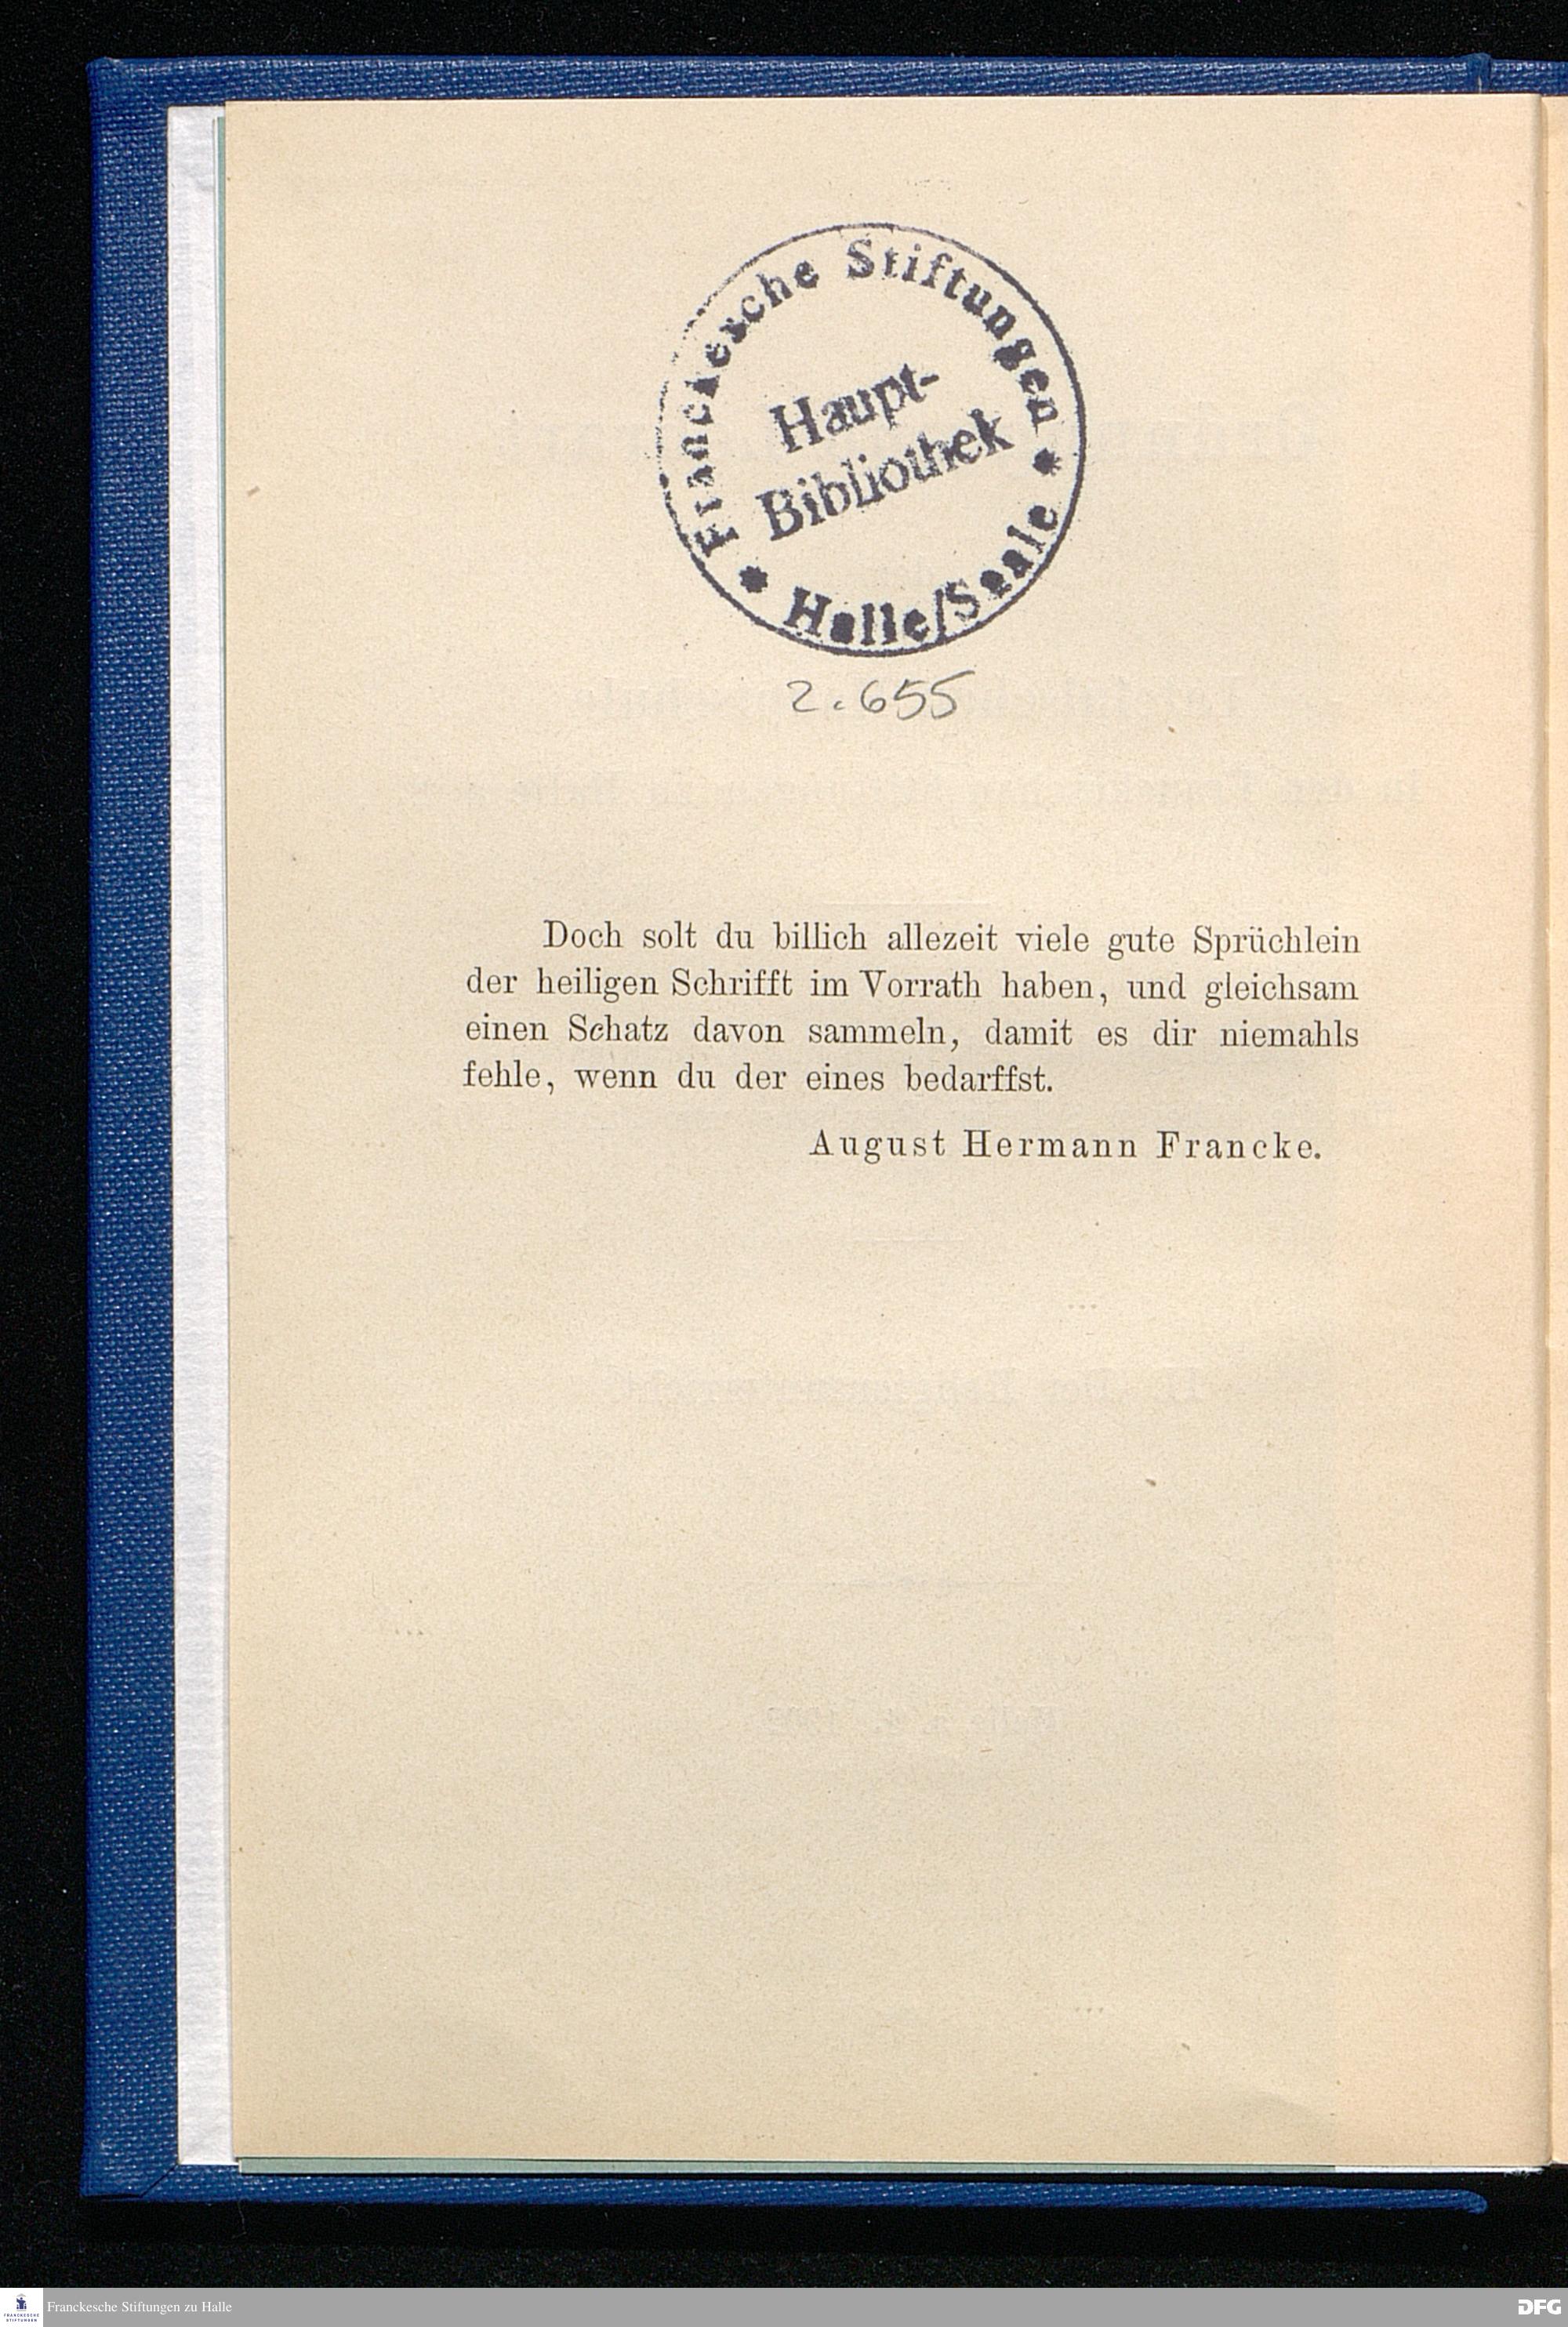 Franckesche Stiftungen
Haupt-
Bibliothek
* Halle/Saale *
2.655
Doch solt du billich allezeit viele gute Sprüchlein
der heiligen Schrifft im Vorrath haben, und gleichsam
einen Schatz davon sammeln, damit es dir niemahls
fehle, wenn du der eines bedarffst.
August Hermann Francke.
FRANCKESCHE
STIFTUNGEN
Franckesche Stiftungen zu Halle
DFG